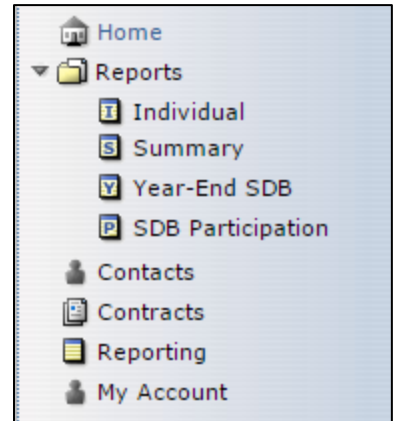 Home
Reports
I Individual
S Summary
Y Year-End SDB
P SDB Participation
Contacts
Contracts
Reporting
My Account